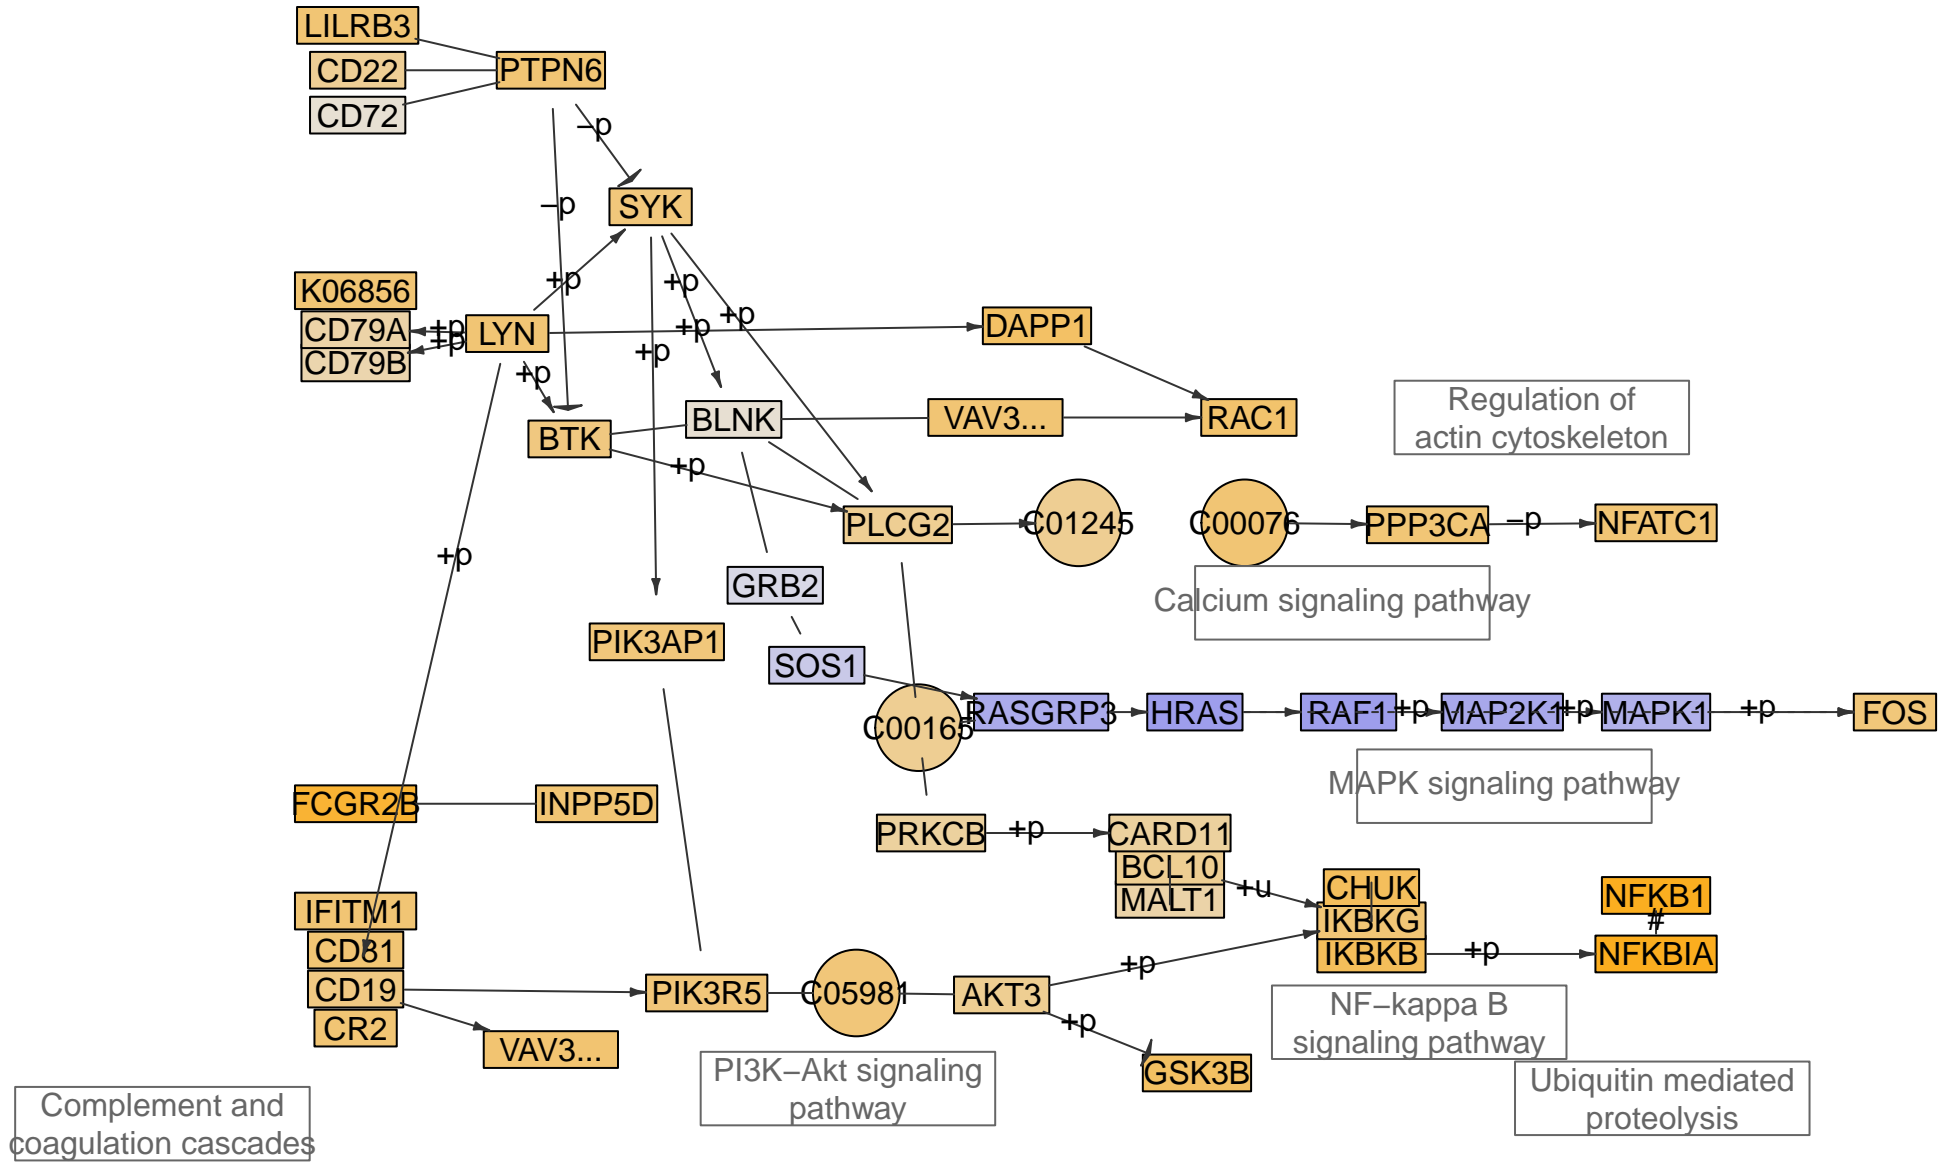 LILRB3
CD22
PTPN6
CD72
–p
–p
SYK
+p
+p
K06856
CD79A
+p
+p
LYN
CD79B
+p
+p
+p
+p
DAPP1
BTK
BLNK
VAV3...
RAC1
Regulation of
actin cytoskeleton
+p
PLCG2
C01245
C00076
PPP3CA
–p
NFATC1
+p
GRB2
Calcium signaling pathway
PIK3AP1
SOS1
C00165
RASGRP3
HRAS
RAF1
+p
MAP2K1
+p
MAPK1
+p
FOS
MAPK signaling pathway
FCGR2B
INPP5D
PRKCB
+p
CARD11
BCL10
MALT1
+u
CHUK
IKBKG
IKBKB
NFKB1
#
+p
NFKBIA
IFITM1
CD81
CD19
CR2
VAV3...
PIK3R5
C05981
AKT3
+p
+p
GSK3B
NF–kappa B
signaling pathway
PI3K–Akt signaling
pathway
Ubiquitin mediated
proteolysis
Complement and
coagulation cascades